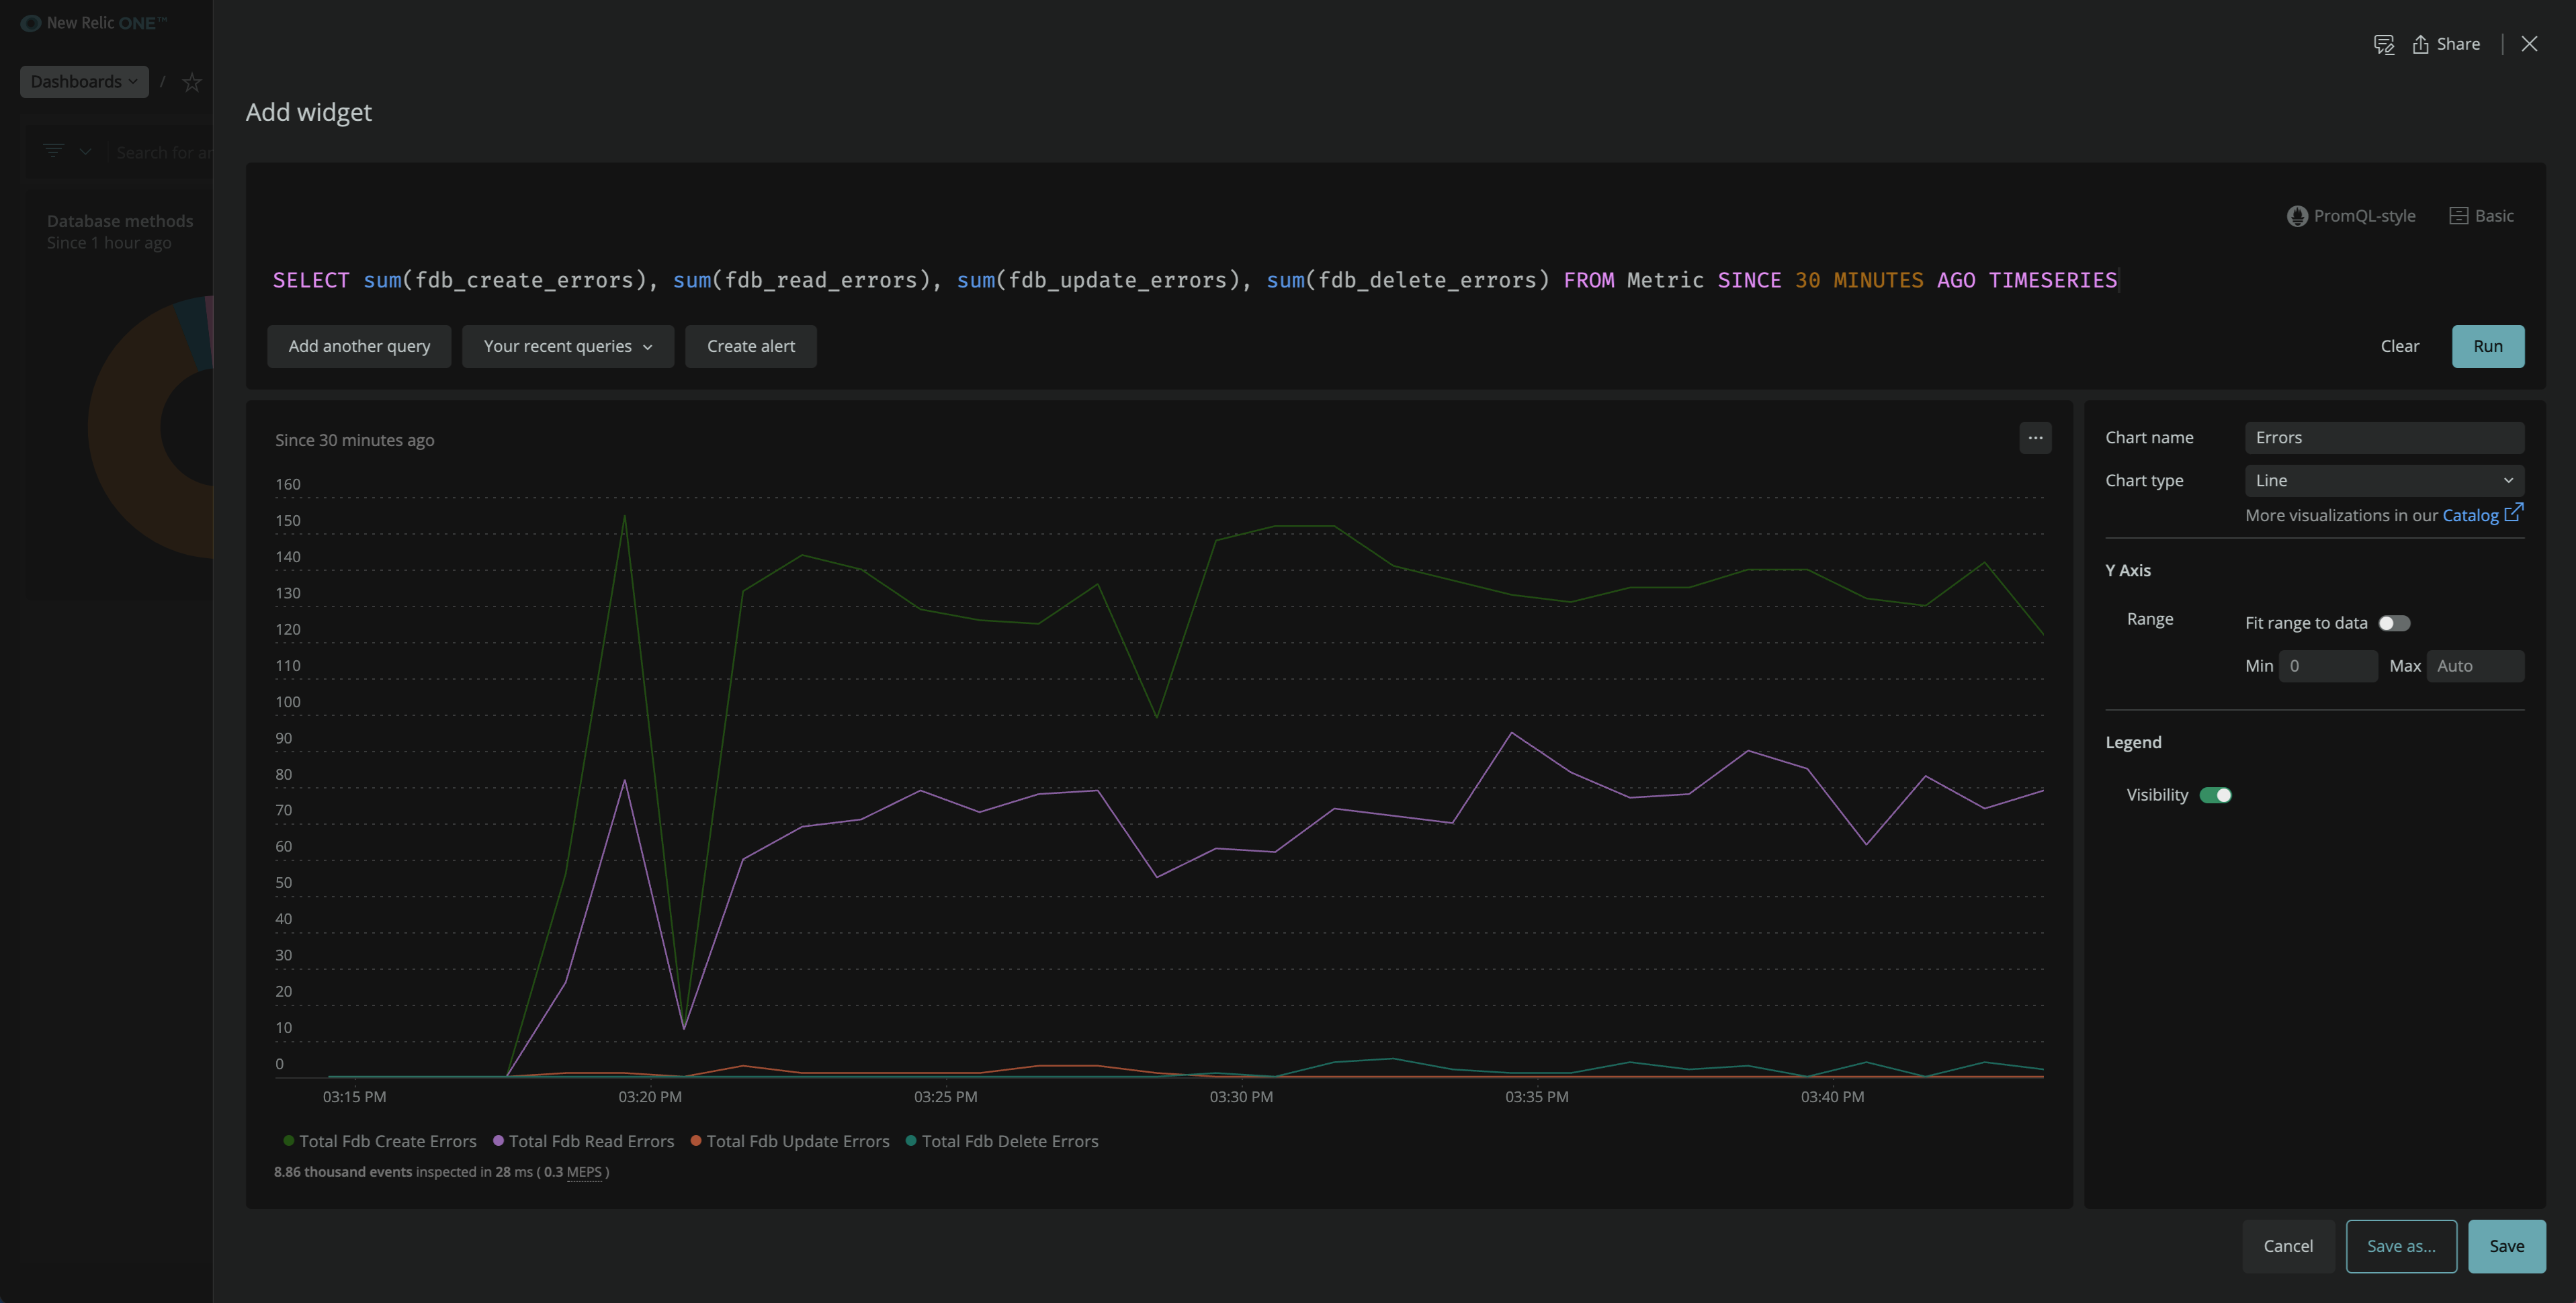 New Relic ONE™
Share
Dashboards /
Add widget
Search for
Database methods
Since 1 hour ago
PromQL-style Basic
SELECT sum(fdb_create_errors), sum(fdb_read_errors), sum(fdb_update_errors), sum(fdb_delete_errors) FROM Metric SINCE 30 MINUTES AGO TIMESERIES
Add another query Your recent queries Create alert Clear Run
Since 30 minutes ago
160
150
140
130
120
110
100
90
80
70
60
50
40
30
20
10
0
03:15 PM 03:20 PM 03:25 PM 03:30 PM 03:35 PM 03:40 PM
Total Fdb Create Errors Total Fdb Read Errors Total Fdb Update Errors Total Fdb Delete Errors
8.86 thousand events inspected in 28 ms ( 0.3 MEPS )
Chart name Errors
Chart type Line
More visualizations in our Catalog
Y Axis
Range Fit range to data
Min 0 Max Auto
Legend
Visibility
Cancel Save as... Save